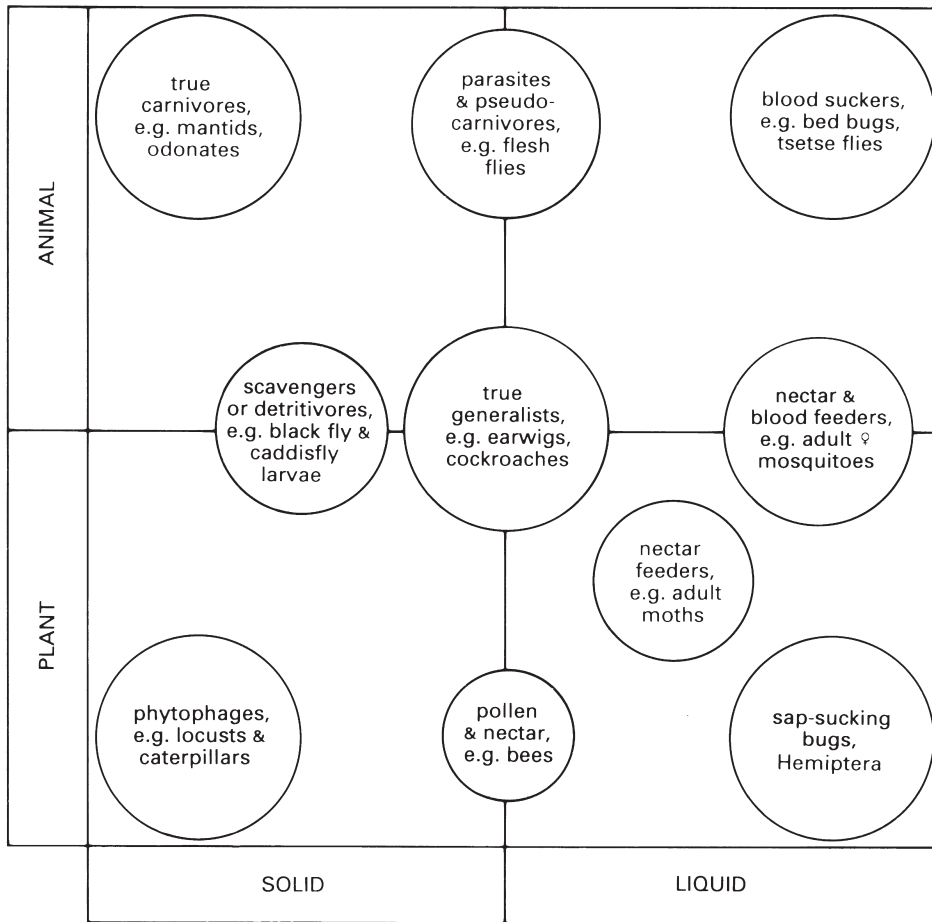 true
carnivores,
e.g. mantids,
odonates
parasites
& pseudo-
carnivores,
e.g. flesh
flies
blood suckers,
e.g. bed bugs,
tsetse flies
ANIMAL
scavengers
or detritivores,
e.g. black fly &
caddisfly
larvae
true
generalists,
e.g. earwigs,
cockroaches
nectar &
blood feeders,
e.g. adult ♀
mosquitoes
nectar
feeders,
e.g. adult
moths
PLANT
phytophages,
e.g. locusts &
caterpillars
pollen
& nectar,
e.g. bees
sap-sucking
bugs,
Hemiptera
SOLID
LIQUID